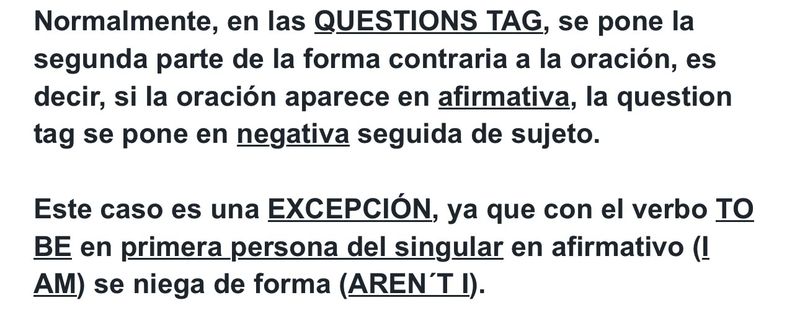 Normalmente, en las QUESTIONS TAG, se pone la
segunda parte de la forma contraria a la oración, es
decir, si la oración aparece en afirmativa, la question
tag se pone en negativa seguida de sujeto.
Este caso es una EXCEPCIÓN, ya que con el verbo TO
BE en primera persona del singular en afirmativo (I
AM) se niega de forma (AREN´T I).